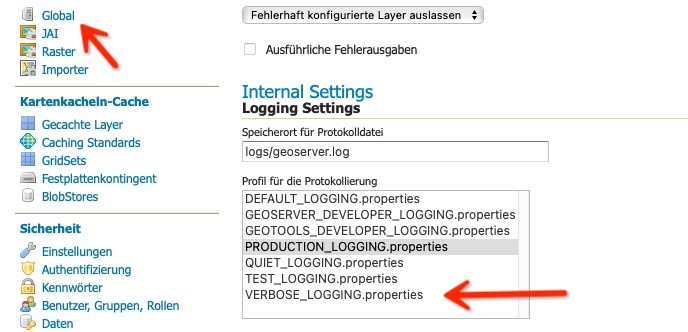 Global
JAI
Raster
Importer
Kartenkacheln-Cache
Gecachte Layer
Caching Standards
GridSets
Festplattenkontingent
BlobStores
Sicherheit
Einstellungen
Authentifizierung
Kennwörter
Benutzer, Gruppen, Rollen
Daten
Fehlerhaft konfigurierte Layer auslassen
Ausführliche Fehlerausgaben
Internal Settings
Logging Settings
Speicherort für Protokolldatei
logs/geoserver.log
Profil für die Protokollierung
DEFAULT_LOGGING.properties
GEOSERVER_DEVELOPER_LOGGING.properties
GEOTOOLS_DEVELOPER_LOGGING.properties
PRODUCTION_LOGGING.properties
QUIET_LOGGING.properties
TEST_LOGGING.properties
VERBOSE_LOGGING.properties